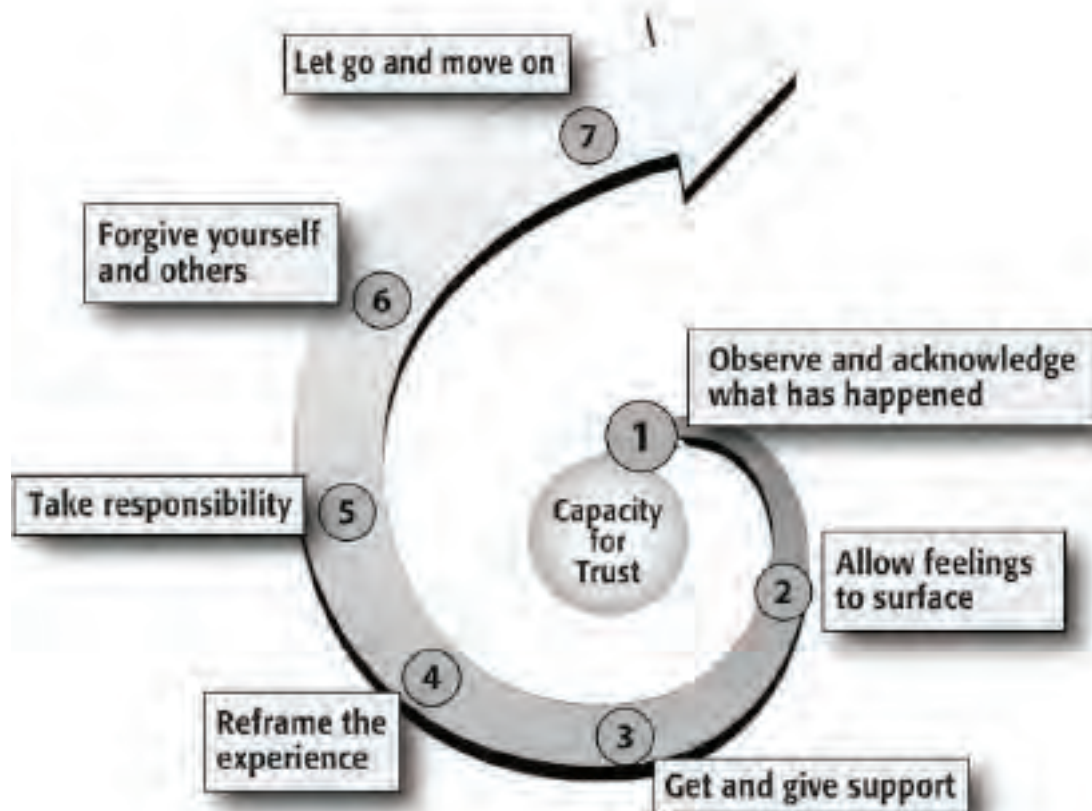 Let go and move on
7
Forgive yourself
and others
6
Observe and acknowledge
what has happened
1
Take responsibility
5
Capacity
for
Trust
Allow feelings
to surface
2
4
Reframe the
experience
3
Get and give support